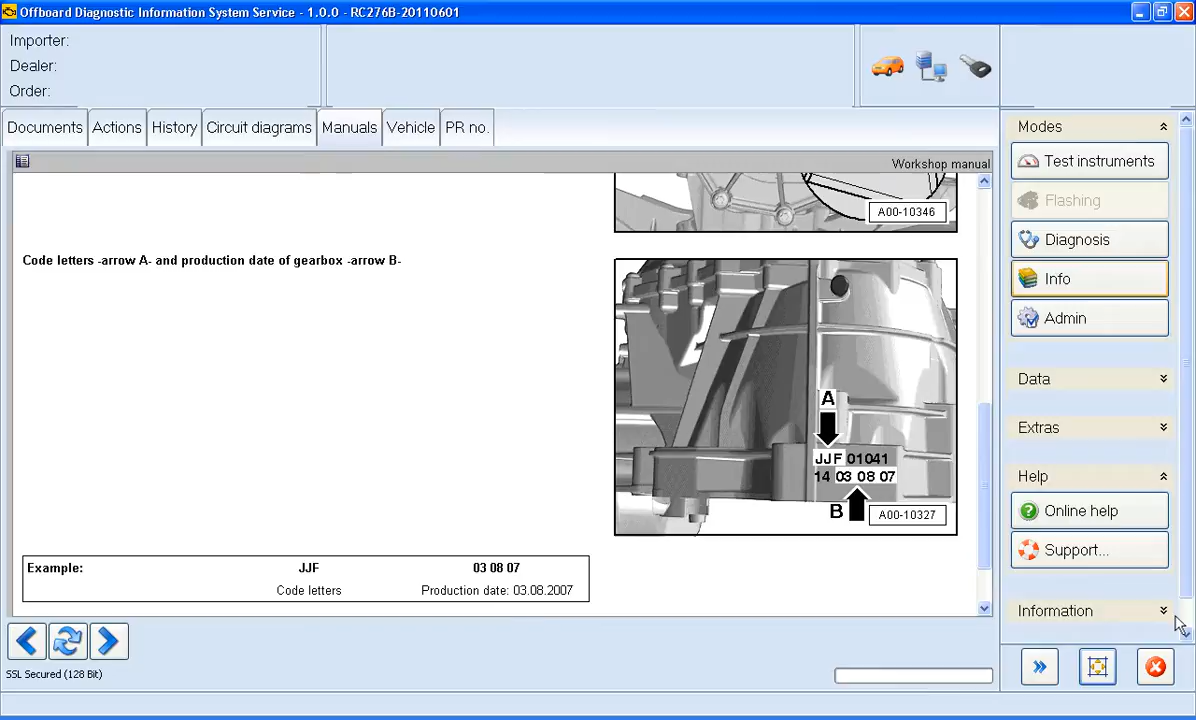 Offboard Diagnostic Information System Service - 1.0.0 - RC276B-20110601
Importer:
Dealer:
Order:
Documents
Actions
History
Circuit diagrams
Manuals
Vehicle
PR no.
Workshop manual
A00-10346
Code letters -arrow A- and production date of gearbox -arrow B-
A
JJF 01041
14 03 08 07
B
A00-10327
Example: JJF 03 08 07
Code letters Production date: 03.08.2007
SSL Secured (128 Bit)
Modes
Test instruments
Flashing
Diagnosis
Info
Admin
Data
Extras
Help
Online help
Support...
Information